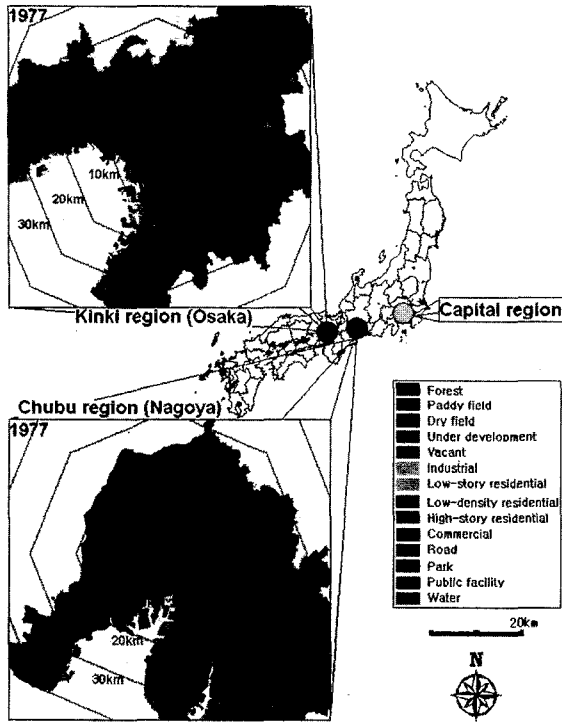 1977
10km
20km
30km
Kinki region (Osaka)
Capital region
Chubu region (Nagoya)
1977
20km
30km
Forest
Paddy field
Dry field
Under development
Vacant
Industrial
Low-story residential
Low-density residential
High-story residential
Commercial
Road
Park
Public facility
Water
20km
N